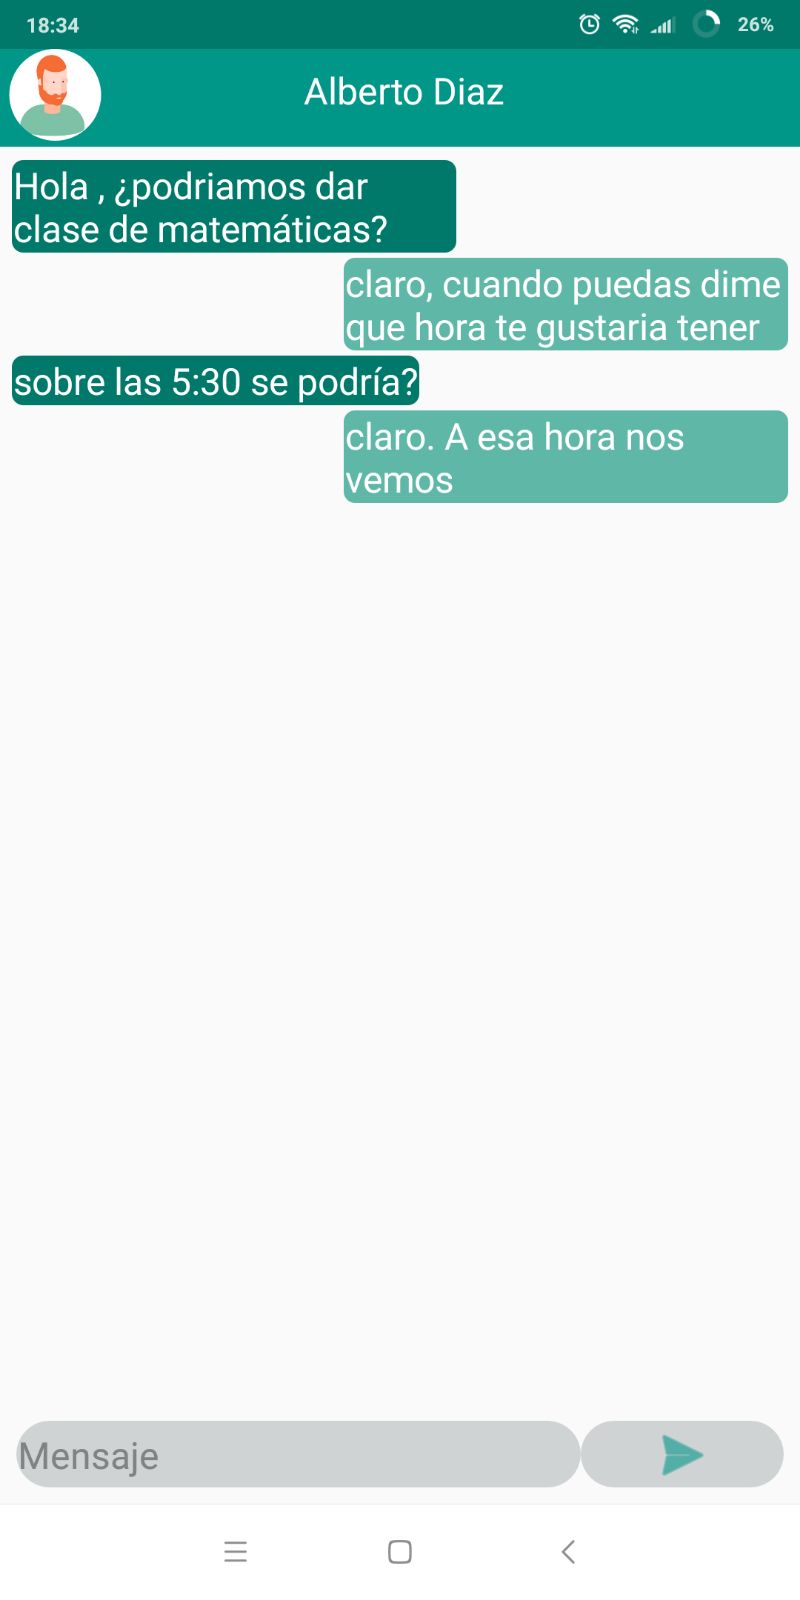 18:34
26%
Alberto Diaz
Hola , ¿podriamos dar
clase de matemáticas?
claro, cuando puedas dime
que hora te gustaria tener
sobre las 5:30 se podría?
claro. A esa hora nos
vemos
Mensaje